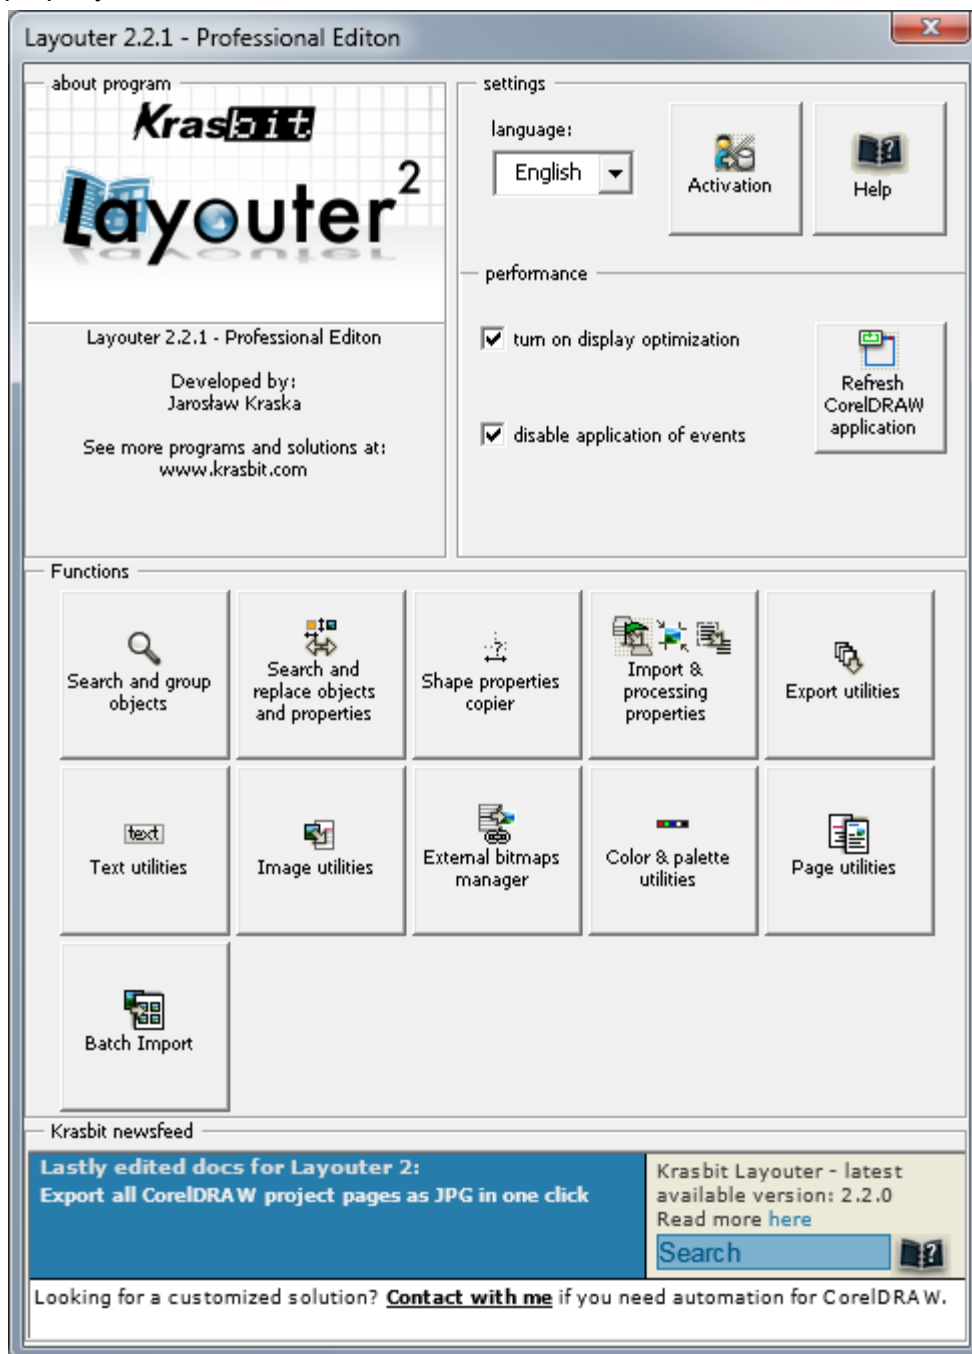 Layouter 2.2.1 - Professional Editon
about program
Krasbit
Layouter 2
Layouter 2.2.1 - Professional Editon
Developed by:
Jarosław Kraska
See more programs and solutions at:
www.krasbit.com
settings
language:
English
Activation
Help
performance
turn on display optimization
disable application of events
Refresh
CorelDRAW
application
Functions
Search and group
objects
Search and
replace objects
and properties
Shape properties
copier
Import &
processing
properties
Export utilities
text
Text utilities
Image utilities
External bitmaps
manager
Color & palette
utilities
Page utilities
Batch Import
Krasbit newsfeed
Lastly edited docs for Layouter 2:
Export all CorelDRAW project pages as JPG in one click
Krasbit Layouter - latest
available version: 2.2.0
Read more here
Search
Looking for a customized solution? Contact with me if you need automation for CorelDRAW.